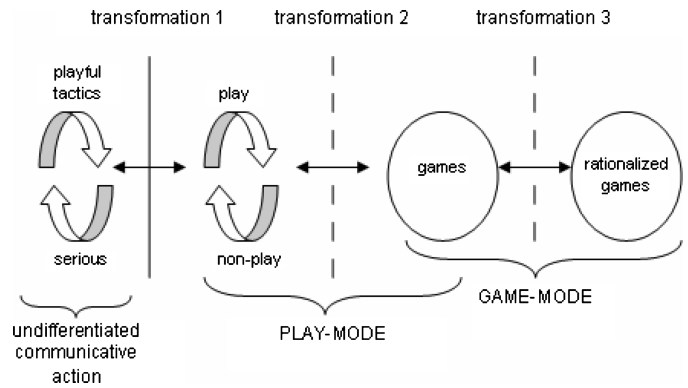 transformation 1
transformation 2
transformation 3
playful
tactics
play
games
rationalized
games
serious
non-play
GAME-MODE
undifferentiated
communicative
action
PLAY-MODE